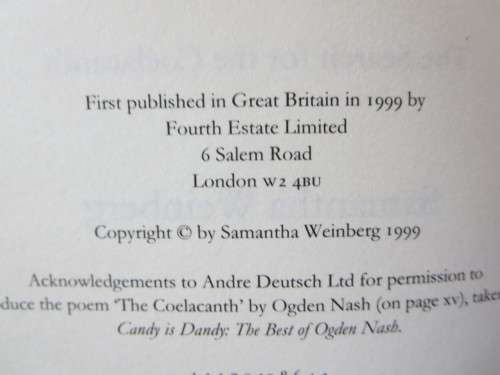 First published in Great Britain in 1999 by
Fourth Estate Limited
6 Salem Road
London W2 4BU
Copyright © by Samantha Weinberg 1999
Acknowledgements to Andre Deutsch Ltd for permission to
duce the poem 'The Coelacanth' by Ogden Nash (on page xv), take
Candy is Dandy: The Best of Ogden Nash.